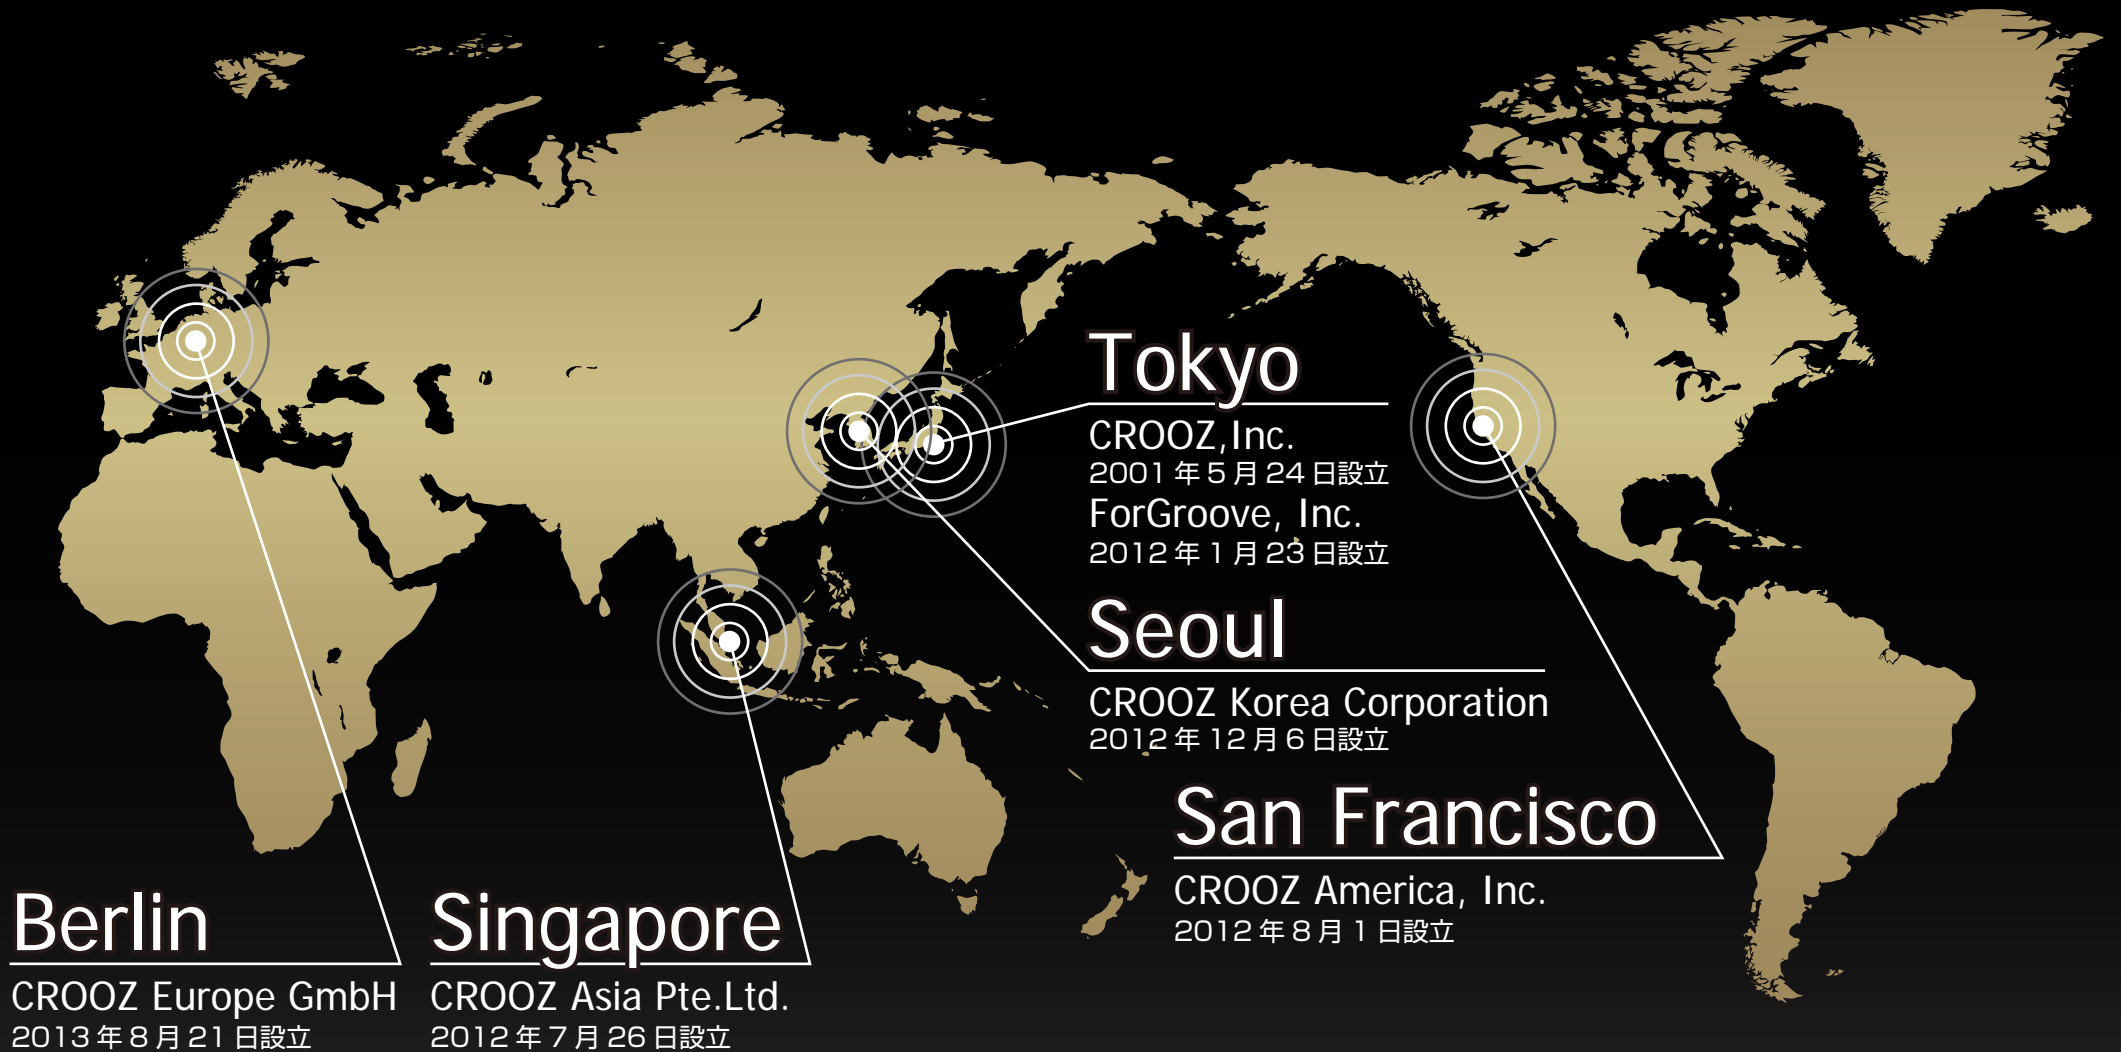 Tokyo
CROOZ,Inc.
2001年5月24日設立
ForGroove, Inc.
2012年1月23日設立
Seoul
CROOZ Korea Corporation
2012年12月6日設立
San Francisco
CROOZ America, Inc.
2012年8月1日設立
Berlin
CROOZ Europe GmbH
2013年8月21日設立
Singapore
CROOZ Asia Pte.Ltd.
2012年7月26日設立